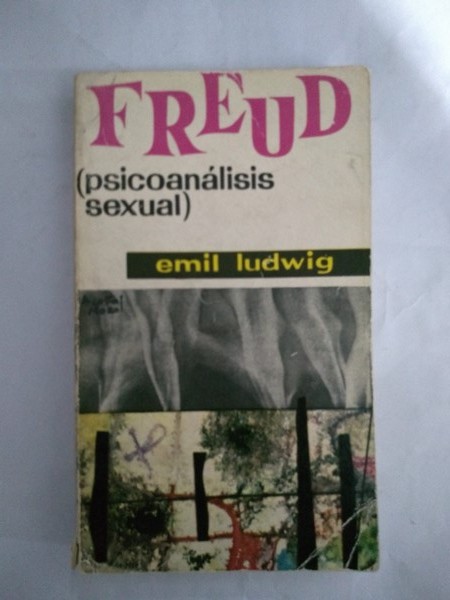 FREUD
(psicoanálisis
sexual)
emil ludwig